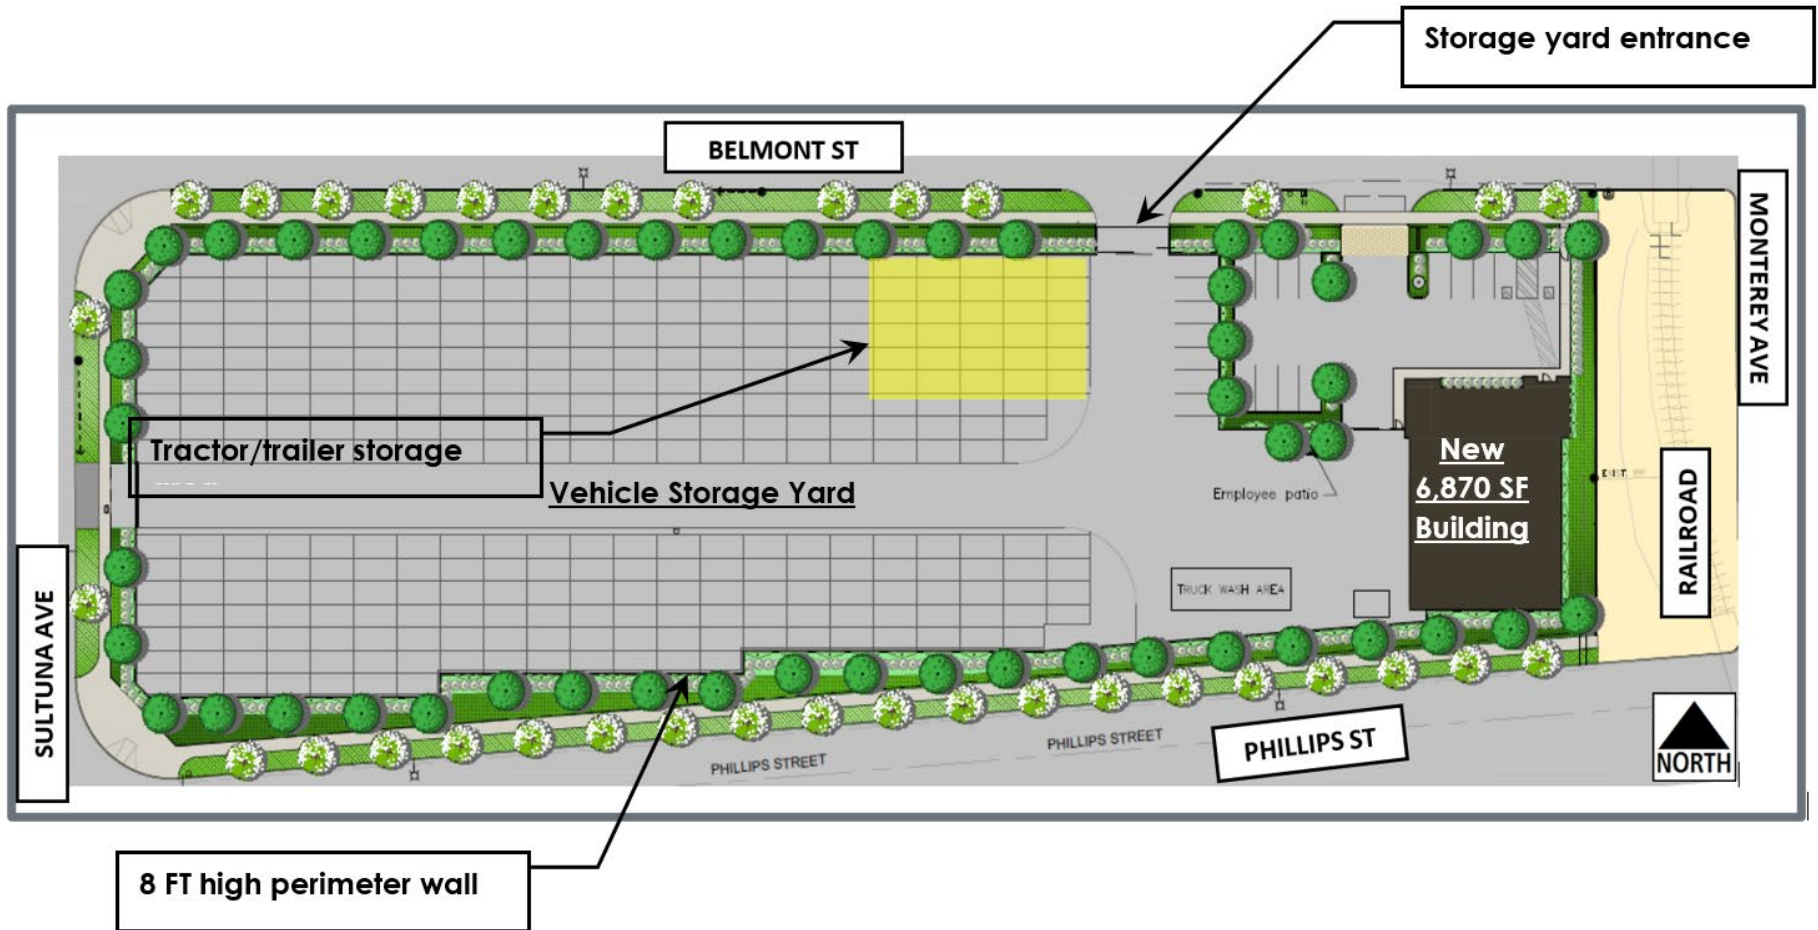 Storage yard entrance
BELMONT ST
MONTEREY AVE
Tractor/trailer storage
Vehicle Storage Yard
Employee patio
New
6,870 SF
Building
EXIST. PP
RAILROAD
TRUCK WASH AREA
SULTUNA AVE
PHILLIPS STREET
PHILLIPS STREET
PHILLIPS ST
NORTH
8 FT high perimeter wall